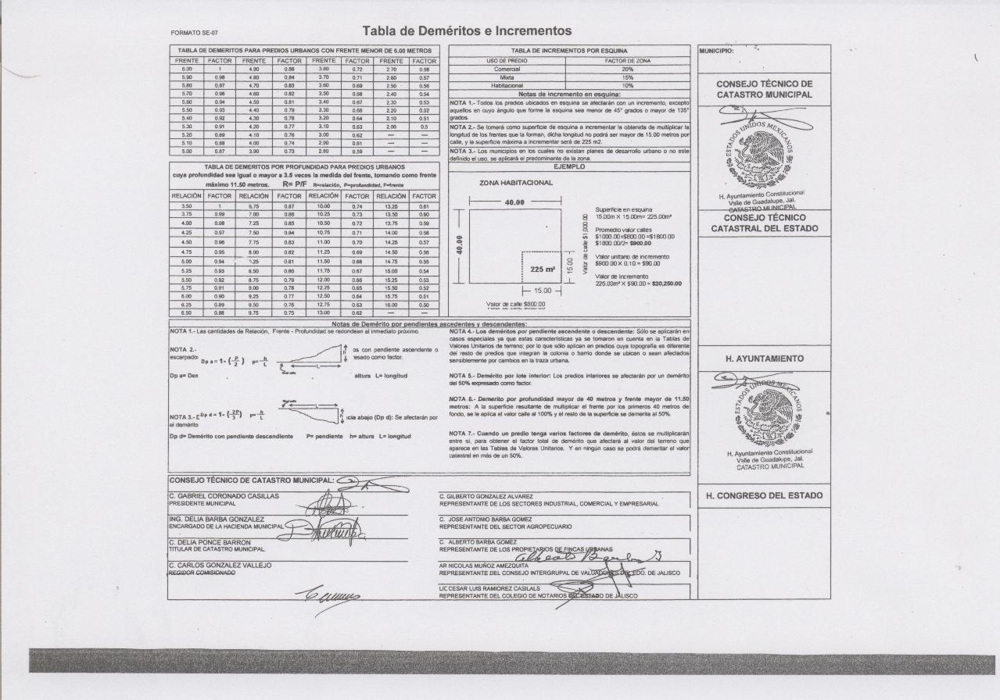 FORMATO SE-07
Tabla de Deméritos e Incrementos
TABLA DE DEMERITOS PARA PREDIOS URBANOS CON FRENTE MENOR DE 6.00 METROS
FRENTE FACTOR FRENTE FACTOR FRENTE FACTOR FRENTE FACTOR
6.00 1 4.90 0.86 3.80 0.72 2.70 0.58
5.90 0.98 4.80 0.84 3.70 0.71 2.60 0.57
5.80 0.97 4.70 0.83 3.60 0.69 2.50 0.56
5.70 0.96 4.60 0.82 3.50 0.68 2.40 0.54
5.60 0.94 4.50 0.81 3.40 0.67 2.30 0.53
5.50 0.93 4.40 0.79 3.30 0.66 2.20 0.52
5.40 0.92 4.30 0.78 3.20 0.64 2.10 0.51
5.30 0.91 4.20 0.77 3.10 0.63 2.00 0.5
5.20 0.89 4.10 0.76 3.00 0.62 — —
5.10 0.88 4.00 0.74 2.90 0.61 — —
5.00 0.87 3.90 0.73 2.80 0.59 — —
TABLA DE DEMERITOS POR PROFUNDIDAD PARA PREDIOS URBANOS
cuya profundidad sea igual o mayor a 3.5 veces la medida del frente, tomando como frente
máximo 11.50 metros. R= P/F R=relación, P=profundidad, F=frente
RELACIÓN FACTOR RELACIÓN FACTOR RELACIÓN FACTOR RELACIÓN FACTOR
3.50 1 6.75 0.87 10.00 0.74 13.25 0.61
3.75 0.99 7.00 0.86 10.25 0.73 13.50 0.60
4.00 0.98 7.25 0.85 10.50 0.72 13.75 0.59
4.25 0.97 7.50 0.84 10.75 0.71 14.00 0.58
4.50 0.96 7.75 0.83 11.00 0.70 14.25 0.57
4.75 0.95 8.00 0.82 11.25 0.69 14.50 0.56
5.00 0.94 .25 0.81 11.50 0.68 14.75 0.55
5.25 0.93 8.50 0.80 11.75 0.67 15.00 0.54
5.50 0.92 8.75 0.79 12.00 0.66 15.25 0.53
5.75 0.91 9.00 0.78 12.25 0.65 15.50 0.52
6.00 0.90 9.25 0.77 12.50 0.64 15.75 0.51
6.25 0.89 9.50 0.76 12.75 0.63 16.00 0.50
6.50 0.88 9.75 0.75 13.00 0.62 — —
TABLA DE INCREMENTOS POR ESQUINA
USO DE PREDIO FACTOR DE ZONA
Comercial 20%
Mixta 15%
Habitacional 10%
Notas de incremento en esquina:
NOTA 1.- Todos los predios ubicados en esquina se afectarán con un incremento, excepto
aquellos en cuyo ángulo que forme la esquina sea menor de 45° grados o mayor de 135°
grados.
NOTA 2.- Se tomará como superficie de esquina a incrementar la obtenida de multiplicar la
longitud de los frentes que la forman, dicha longitud no podrá ser mayor de 15.00 metros por
calle, y la superficie máxima a incrementar será de 225 m2.
NOTA 3.- Los municipios en los cuales no existan planes de desarrollo urbano o no este
definido el uso, se aplicará el predominante de la zona.
EJEMPLO
ZONA HABITACIONAL
40.00
40.00
225 m²
15.00
15.00
Valor de calle $1,000.00
Valor de calle $800.00
Superficie en esquina
15.00m X 15.00m= 225.00m²
Promedio valor calles
$1000.00+$800.00 =$1800.00
$1800.00/2= $900.00
Valor unitario de incremento
$900.00 X 0.10 = $90.00
Valor de incremento
225.00m² X $90.00 = $20,250.00
Notas de Demérito por pendientes ascedentes y descendentes:
NOTA 1.- Las cantidades de Relación, Frente - Profundidad se redondean al inmediato próximo.
NOTA 2.- os con pendiente ascendente o
escarpado: Dp a = 1- (P/2) p= h/L esado como factor.
h
L
Dp a= Dem altura L= longitud
NOTA 3.- D Dp d = 1- (2P/3) p= h/L ncia abajo (Dp d): Se afectarán por
h
L
el demérito
Dp d= Demérito con pendiente descendiente P= pendiente h= altura L= longitud
NOTA 4.- Los deméritos por pendiente ascendente o descendente: Sólo se aplicarán en
casos especiales ya que estas características ya se tomaron en cuenta en la Tablas de
Valores Unitarios de terreno; por lo que sólo aplican en predios cuya topografía es diferente
del resto de predios que integran la colonia o barrio donde se ubican o sean afectados
sensiblemente por cambios en la traza urbana.
NOTA 5.- Demérito por lote interior: Los predios interiores se afectarán por un demérito
del 50% expresado como factor.
NOTA 6.- Demerito por profundidad mayor de 40 metros y frente mayor de 11.50
metros: A la superficie resultante de multiplicar el frente por los primeros 40 metros de
fondo, se le aplica el valor calle al 100% y el resto de la superficie se demerita al 50%.
NOTA 7.- Cuando un predio tenga varios factores de demérito, éstos se multiplicarán
entre si, para obtener el factor total de demérito que afectará al valor del terreno que
aparece en las Tablas de Valores Unitarios. Y en ningún caso se podrá demeritar el valor
catastral en más de un 50%.
CONSEJO TÉCNICO DE CATASTRO MUNICIPAL:
C. GABRIEL CORONADO CASILLAS
PRESIDENTE MUNICIPAL
ING. DELIA BARBA GONZALEZ
ENCARGADO DE LA HACIENDA MUNICIPAL
C. DELIA PONCE BARRON
TITULAR DE CATASTRO MUNICIPAL
C. CARLOS GONZALEZ VALLEJO
REGIDOR COMISIONADO
C. GILBERTO GONZALEZ ALVAREZ
REPRESENTANTE DE LOS SECTORES INDUSTRIAL, COMERCIAL Y EMPRESARIAL
C. JOSE ANTONIO BARBA GOMEZ
REPRESENTANTE DEL SECTOR AGROPECUARIO
C. ALBERTO BARBA GOMEZ
REPRESENTANTE DE LOS PROPIETARIOS DE FINCAS URBANAS
Alberto Barba G
AR NICOLAS MUÑOZ AMEZQUITA
REPRESENTANTE DEL CONSEJO INTERGRUPAL DE VALUADORES DEL EDO. DE JALISCO
LIC CESAR LUIS RAMIOREZ CASILALS
REPRESENTANTE DEL COLEGIO DE NOTARIOS DEL ESTADO DE JALISCO
MUNICIPIO:
CONSEJO TÉCNICO DE
CATASTRO MUNICIPAL
ESTADOS UNIDOS MEXICANOS
H. Ayuntamiento Constitucional
Valle de Guadalupe, Jal.
CATASTRO MUNICIPAL
CONSEJO TÉCNICO
CATASTRAL DEL ESTADO
H. AYUNTAMIENTO
ESTADOS UNIDOS MEXICANOS
H. Ayuntamiento Constitucional
Valle de Guadalupe, Jal.
CATASTRO MUNICIPAL
H. CONGRESO DEL ESTADO